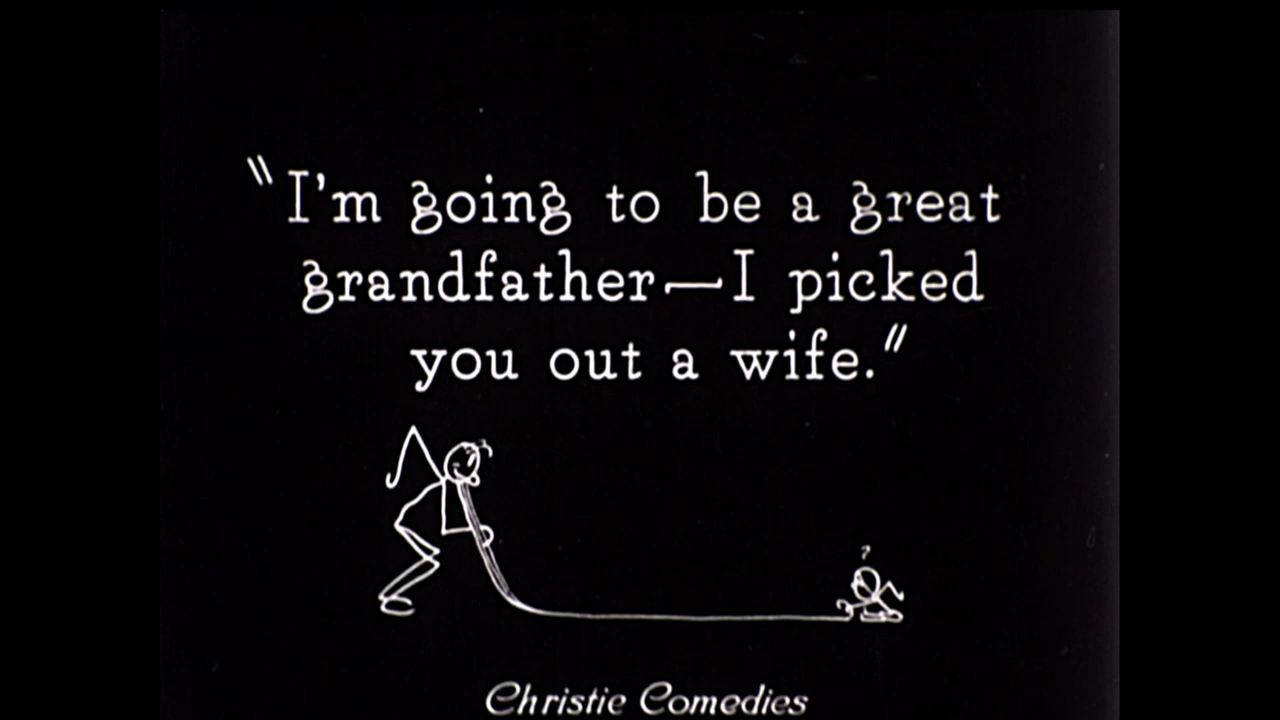 "I'm going to be a great
grandfather—I picked
you out a wife."
?
Christie Comedies